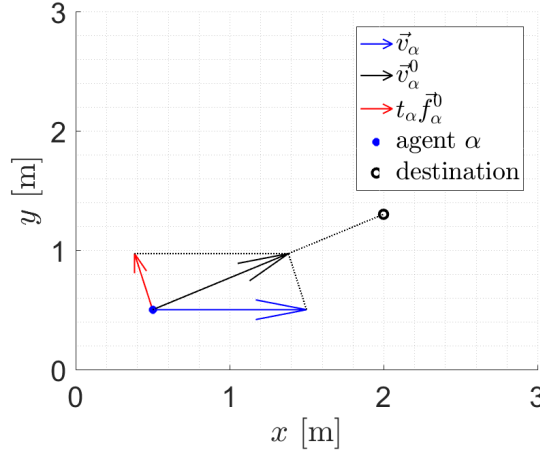 3
2
1
0
y [m]
0
1
2
3
x [m]
v⃗_α
v⃗_α^0
t_α f⃗_α^0
agent α
destination